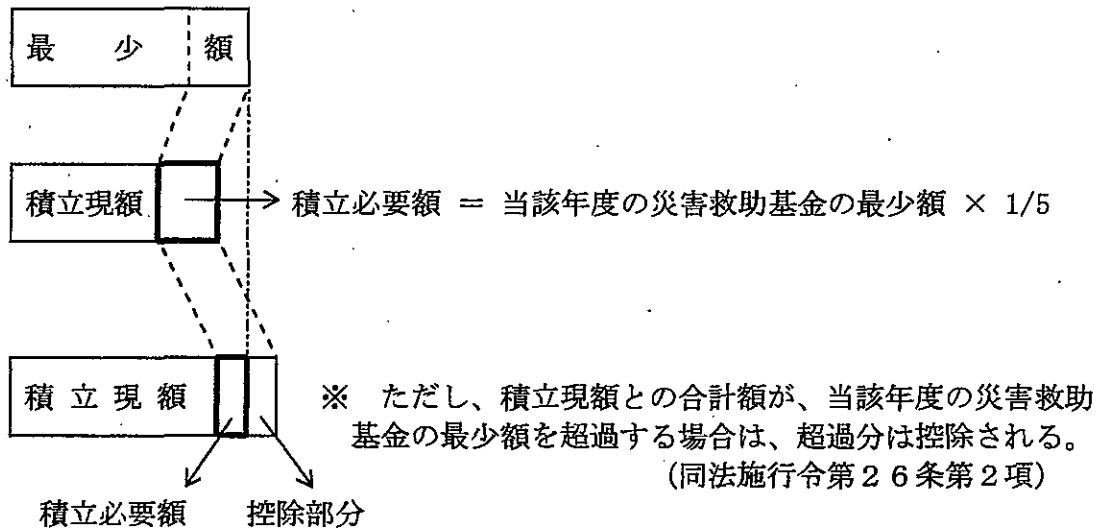 最少額
積立現額
積立必要額 = 当該年度の災害救助基金の最少額 × 1/5
積立現額
※ ただし、積立現額との合計額が、当該年度の災害救助
基金の最少額を超過する場合は、超過分は控除される。
(同法施行令第26条第2項)
積立必要額 控除部分